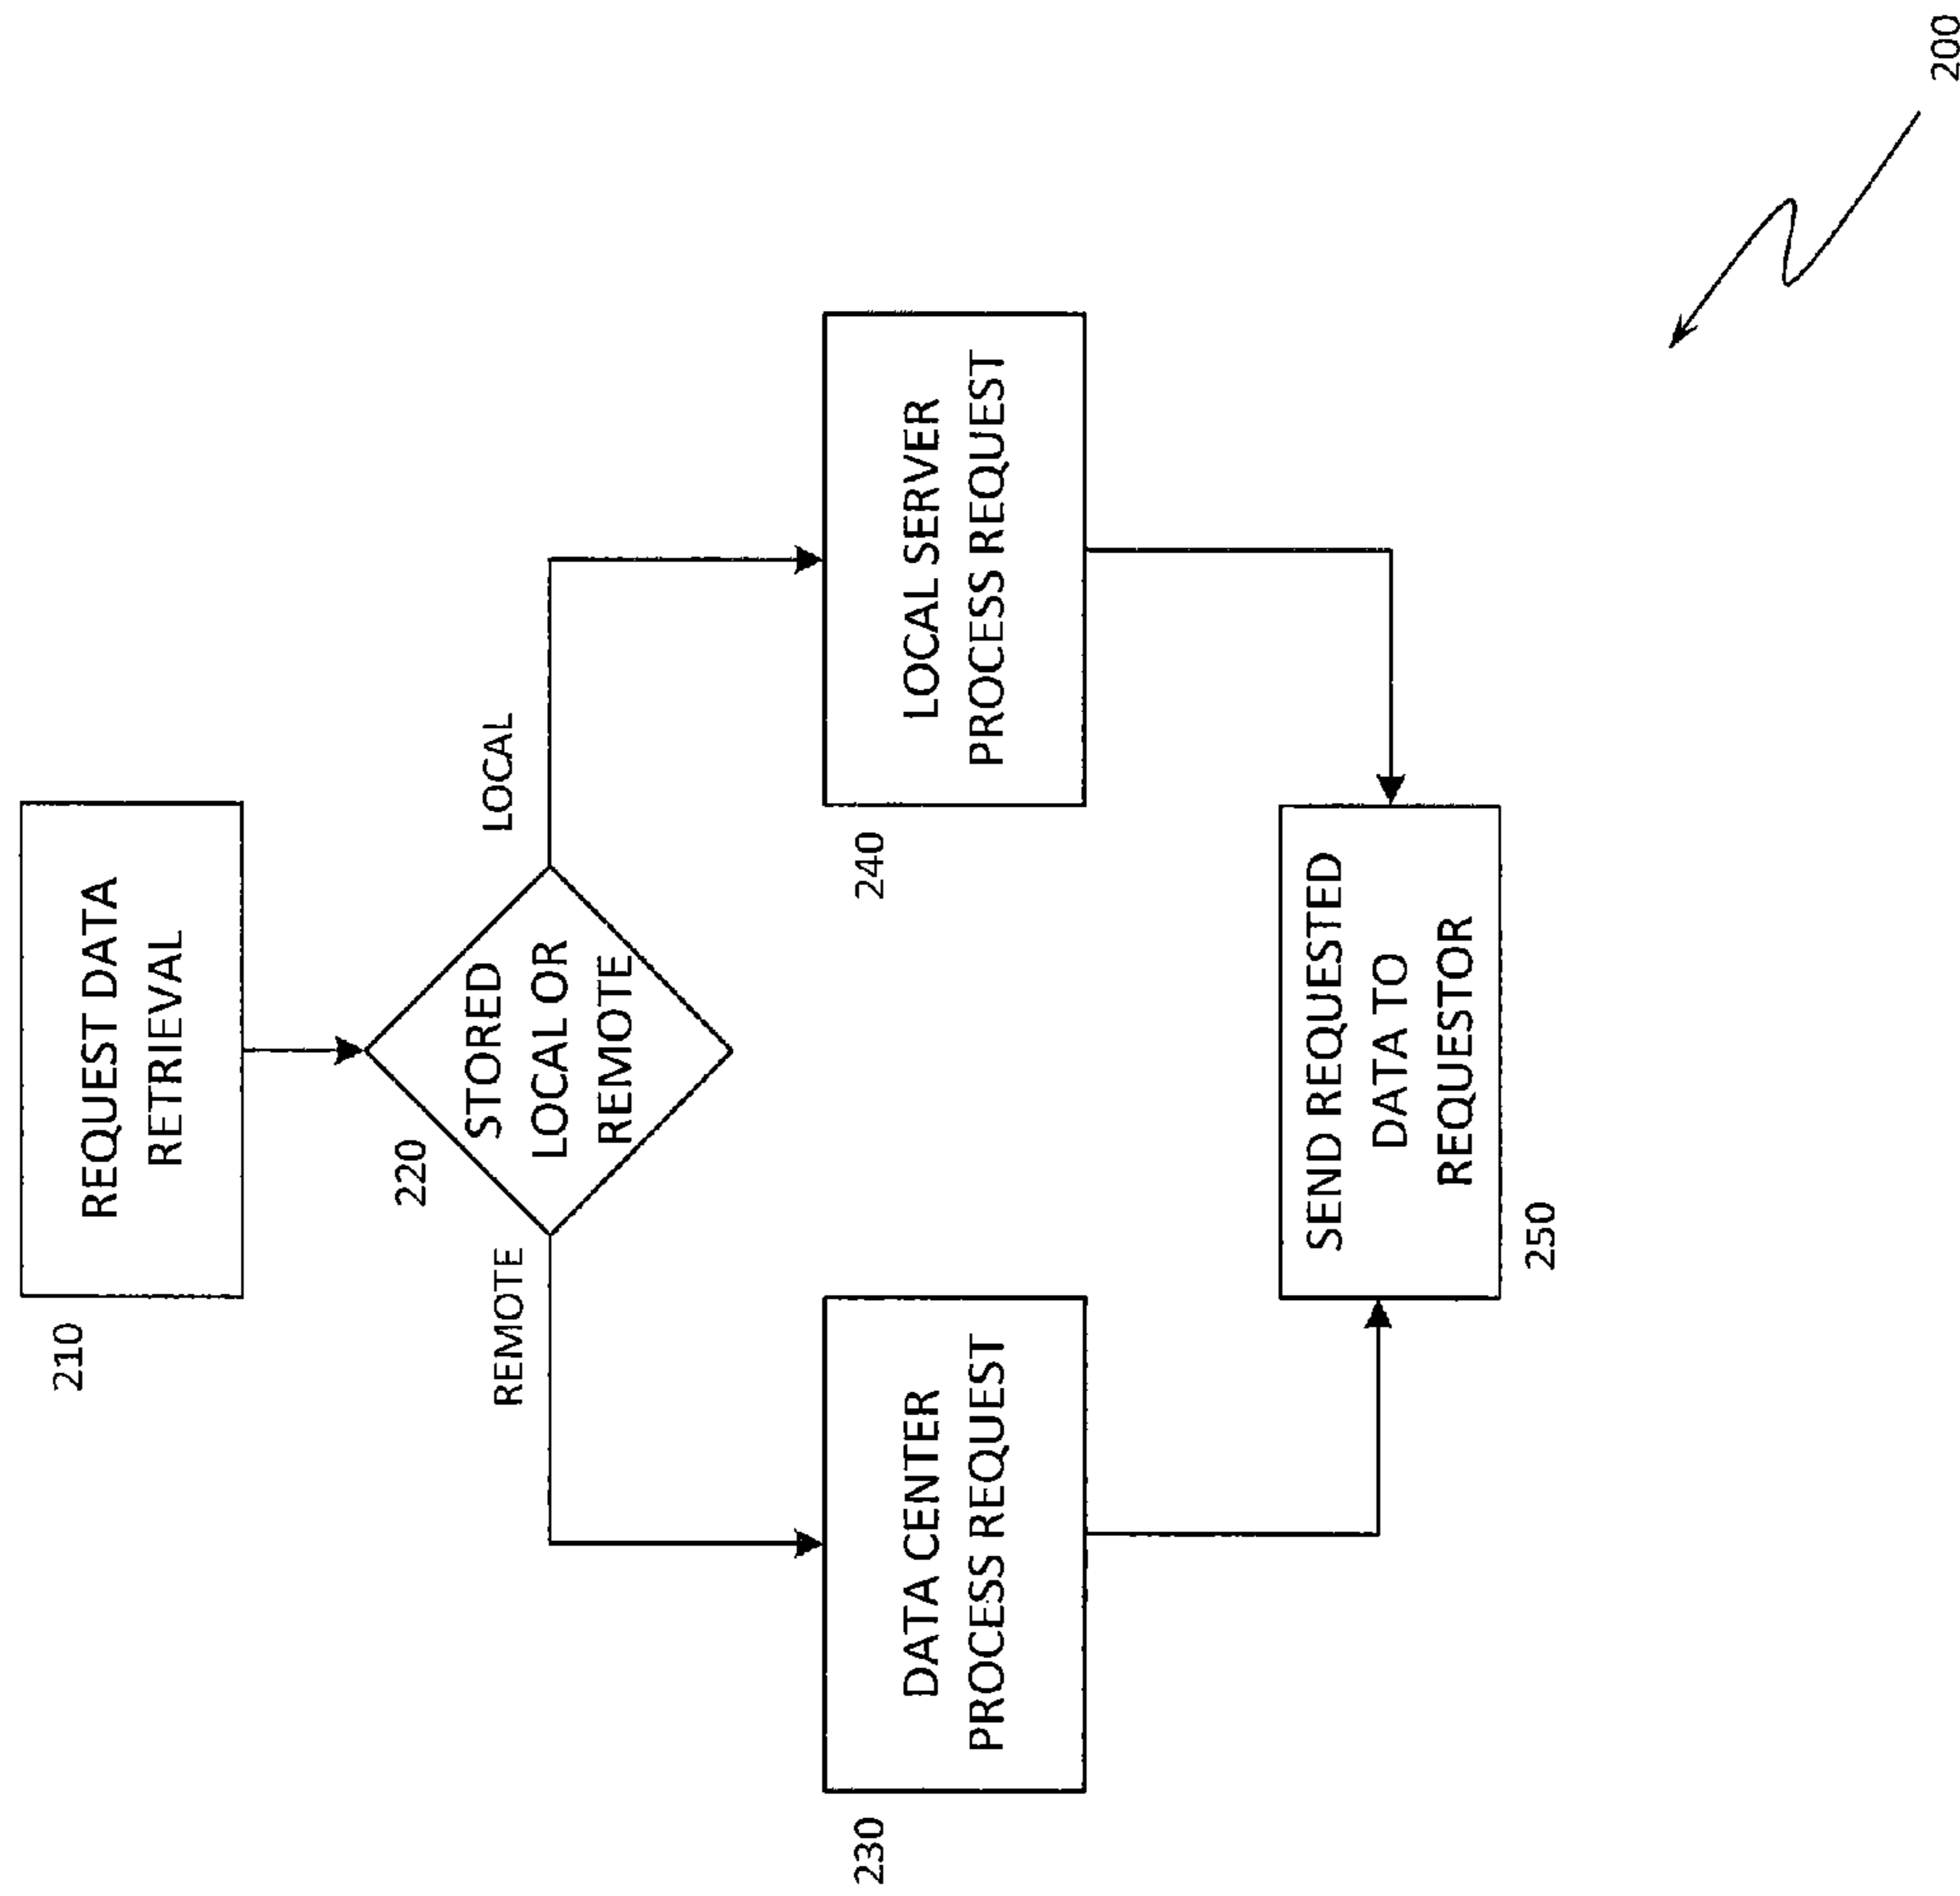 210
REQUEST DATA
RETRIEVAL
220
STORED
LOCAL OR
REMOTE
REMOTE
LOCAL
230
DATA CENTER
PROCESS REQUEST
240
LOCAL SERVER
PROCESS REQUEST
SEND REQUESTED
DATA TO
REQUESTOR
250
200